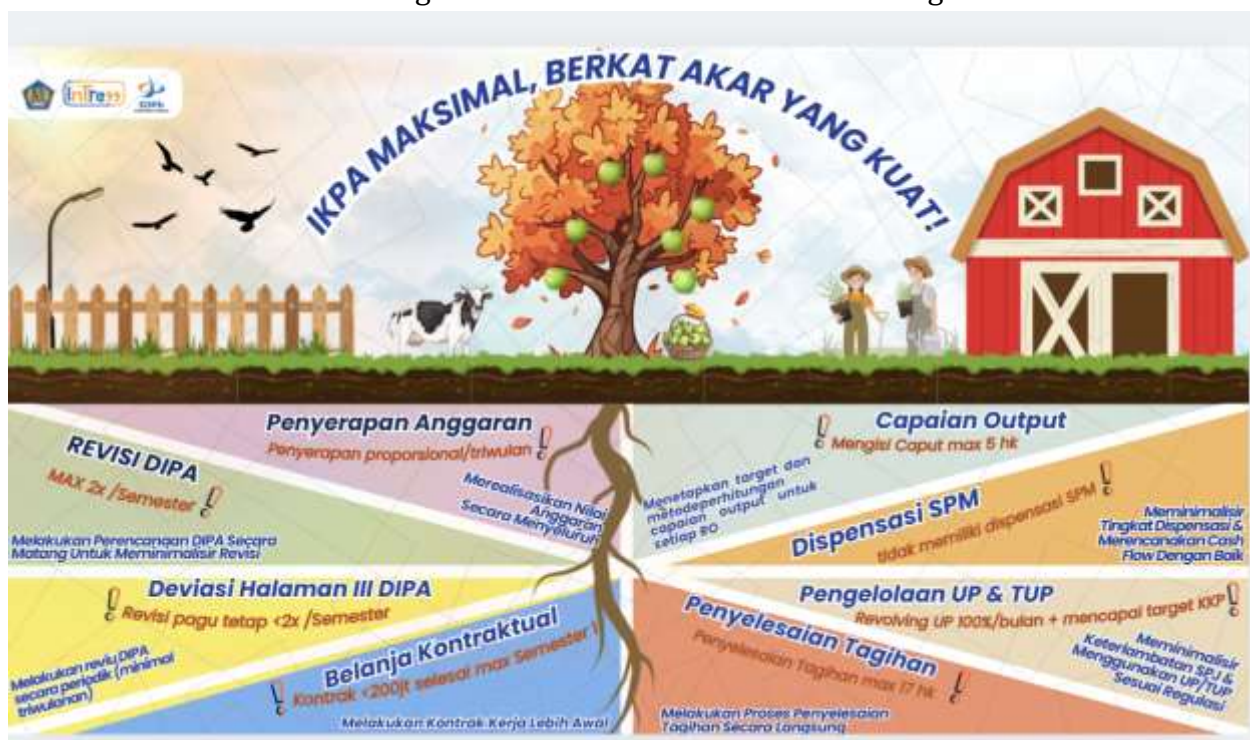 InTress
DJPb
IKPA MAKSIMAL, BERKAT AKAR YANG KUAT!
REVISI DIPA
MAX 2x /Semester !
Melakukan Perencanaan DIPA Secara
Matang Untuk Meminimalisir Revisi
Penyerapan Anggaran
Penyerapan proporsional/triwulan !
Merealisasikan Nilai
Anggaran
Secara Menyeluruh
Capaian Output
! Mengisi Caput max 5 hk
Menetapkan target dan
metodeperhitungan
capaian output untuk
setiap RO
Dispensasi SPM
tidak memiliki dispensasi SPM !
Meminimalisir
Tingkat Dispensasi &
Merencanakan Cash
Flow Dengan Baik
Deviasi Halaman III DIPA
! Revisi pagu tetap <2x /Semester
Melakukan reviu DIPA
secara periodik (minimal
triwulanan)
Belanja Kontraktual
! Kontrak <200jt selesai max Semester 1
Melakukan Kontrak Kerja Lebih Awal
Penyelesaian Tagihan
Penyelesaian Tagihan max 17 hk !
Melakukan Proses Penyelesaian
Tagihan Secara Langsung
Pengelolaan UP & TUP
Revolving UP 100%/bulan + mencapai target KKP !
Meminimalisir
Keterlambatan SPJ &
Menggunakan UP/TUP
Sesuai Regulasi